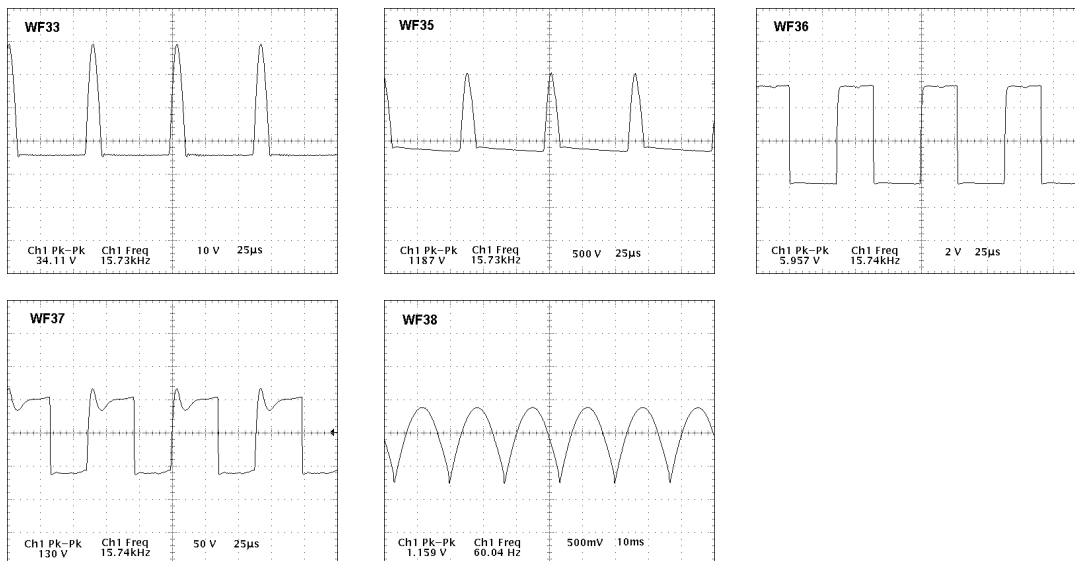 WF33
Ch1 Pk-Pk Ch1 Freq 10 V 25µs
34.11 V 15.73kHz
WF35
Ch1 Pk-Pk Ch1 Freq 500 V 25µs
1187 V 15.73kHz
WF36
Ch1 Pk-Pk Ch1 Freq 2 V 25µs
5.957 V 15.74kHz
WF37
Ch1 Pk-Pk Ch1 Freq 50 V 25µs
130 V 15.74kHz
WF38
Ch1 Pk-Pk Ch1 Freq 500mV 10ms
1.159 V 60.04 Hz